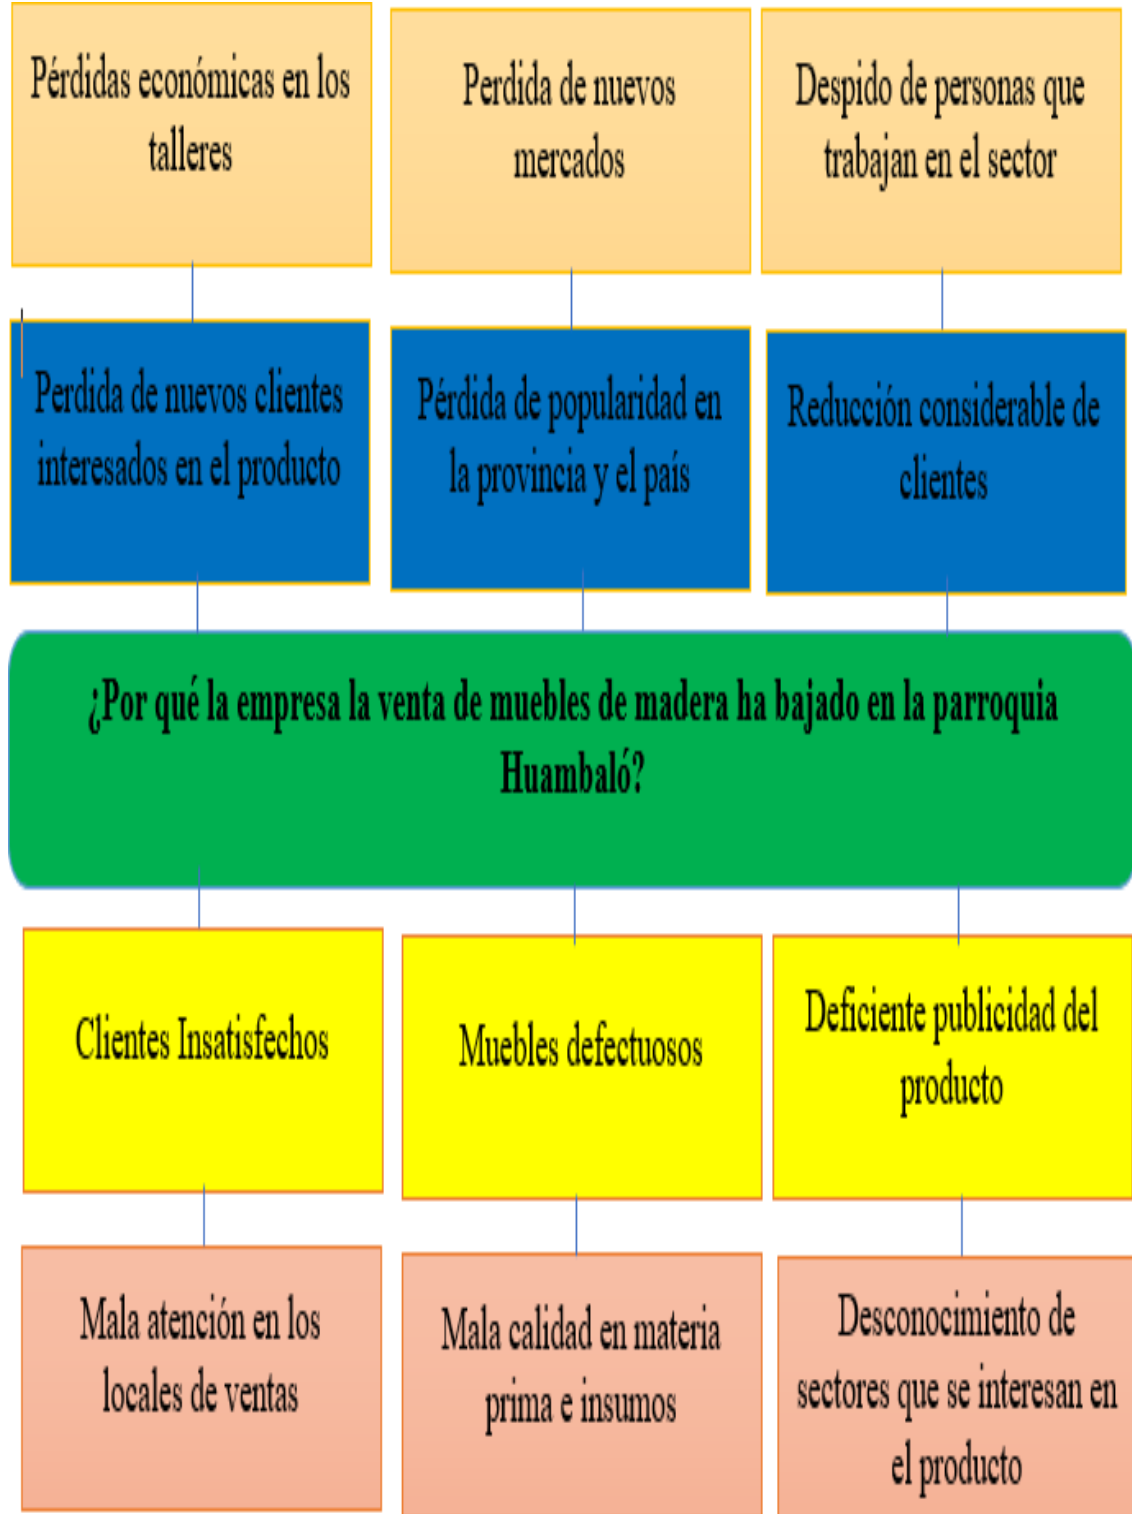 Pérdidas económicas en los
talleres
Perdida de nuevos
mercados
Despido de personas que
trabajan en el sector
Perdida de nuevos clientes
interesados en el producto
Pérdida de popularidad en
la provincia y el país
Reducción considerable de
clientes
¿Por qué la empresa la venta de muebles de madera ha bajado en la parroquia
Huambaló?
Clientes Insatisfechos
Muebles defectuosos
Deficiente publicidad del
producto
Mala atención en los
locales de ventas
Mala calidad en materia
prima e insumos
Desconocimiento de
sectores que se interesan en
el producto